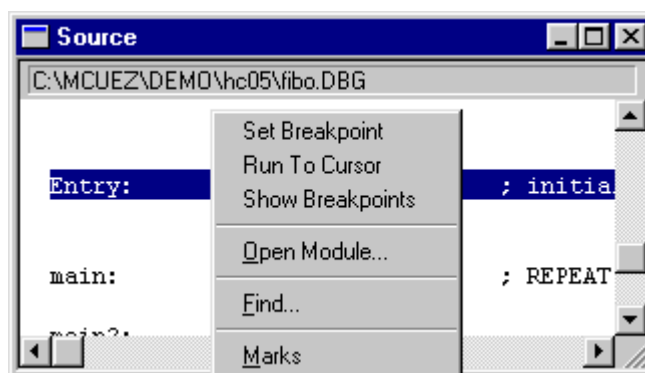 Source
C:\MCUEZ\DEMO\hc05\fibo.DBG
Set Breakpoint
Run To Cursor
Entry: ; initia
Show Breakpoints
Open Module...
main: ; REPEAT
Find...
Marks